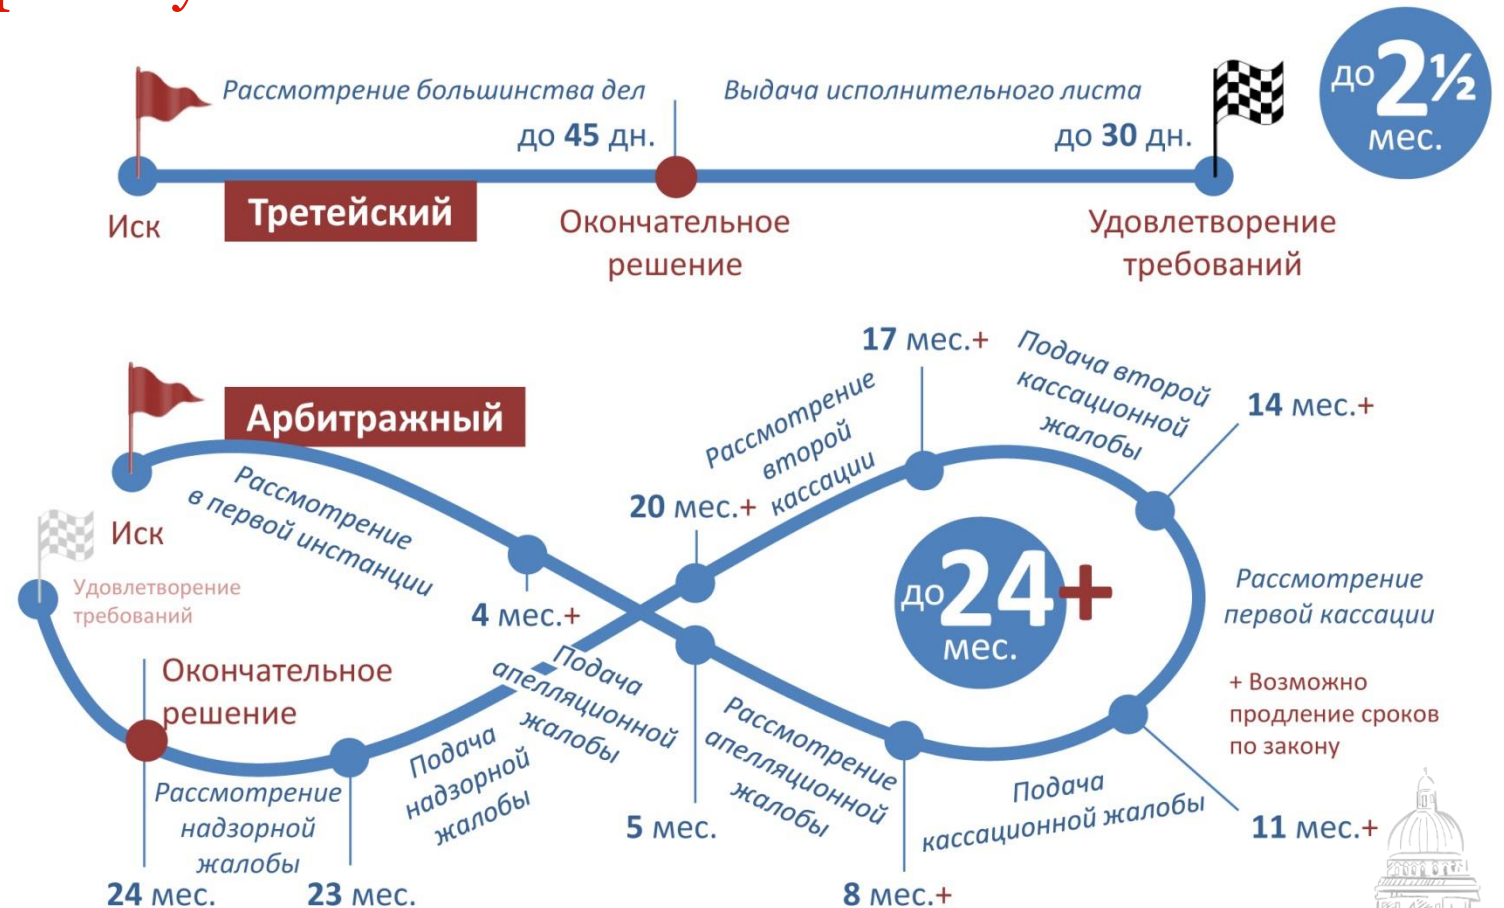 Рассмотрение большинства дел
до 45 дн.
Выдача исполнительного листа
до 30 дн.
до 2½
мес.
Иск
Третейский
Окончательное
решение
Удовлетворение
требований
Арбитражный
Иск
Рассмотрение
в первой инстанции
4 мес.+
Подача
апелляционной
жалобы
5 мес.
Рассмотрение
апелляционной
жалобы
8 мес.+
Подача
кассационной жалобы
11 мес.+
Рассмотрение
первой кассации
14 мес.+
Подача второй
кассационной
жалобы
17 мес.+
Рассмотрение
второй
кассации
20 мес.+
Подача
надзорной
жалобы
23 мес.
Рассмотрение
надзорной
жалобы
24 мес.
Окончательное
решение
Удовлетворение
требований
до 24+
мес.
+ Возможно
продление сроков
по закону